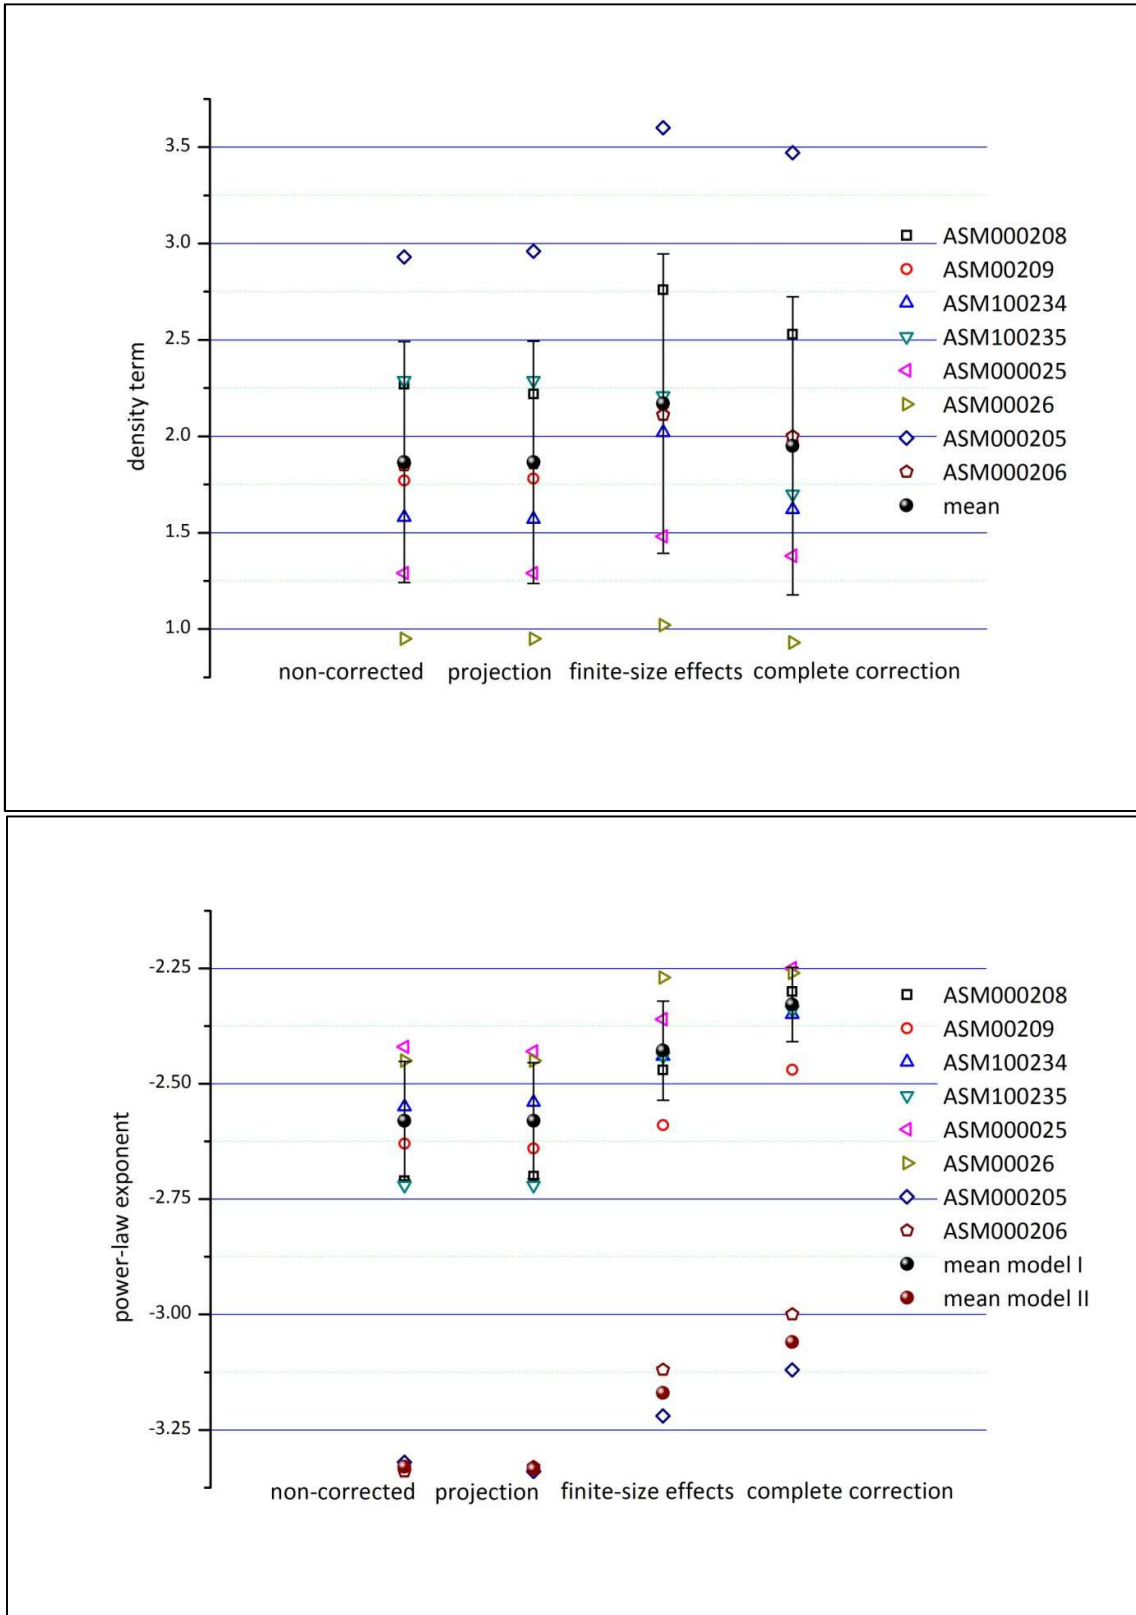 3.5
3.0
2.5
2.0
1.5
1.0
density term
non-corrected projection finite-size effects complete correction
ASM000208
ASM00209
ASM100234
ASM100235
ASM000025
ASM00026
ASM000205
ASM000206
mean
-2.25
-2.50
-2.75
-3.00
-3.25
power-law exponent
non-corrected projection finite-size effects complete correction
ASM000208
ASM00209
ASM100234
ASM100235
ASM000025
ASM00026
ASM000205
ASM000206
mean model I
mean model II